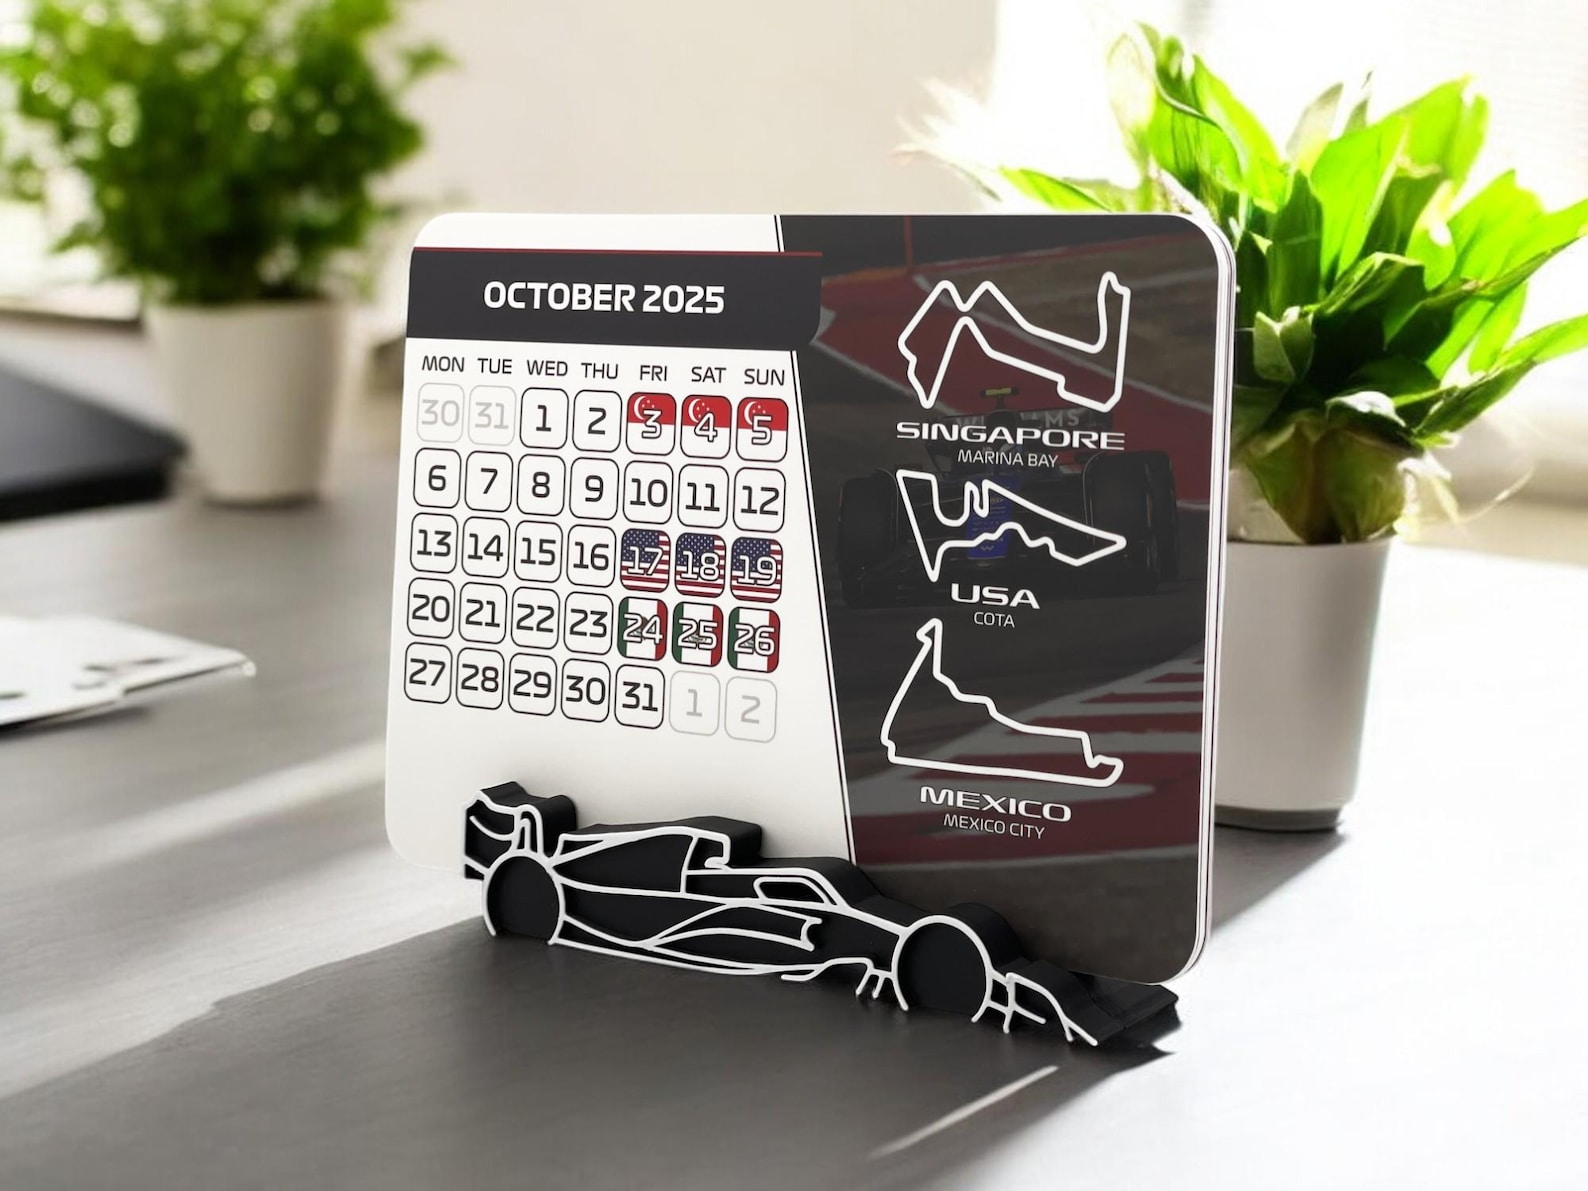 OCTOBER 2025
MON TUE WED THU FRI SAT SUN
30 31 1 2 3 4 5
6 7 8 9 10 11 12
13 14 15 16 17 18 19
20 21 22 23 24 25 26
27 28 29 30 31 1 2
SINGAPORE
MARINA BAY
USA
COTA
MEXICO
MEXICO CITY